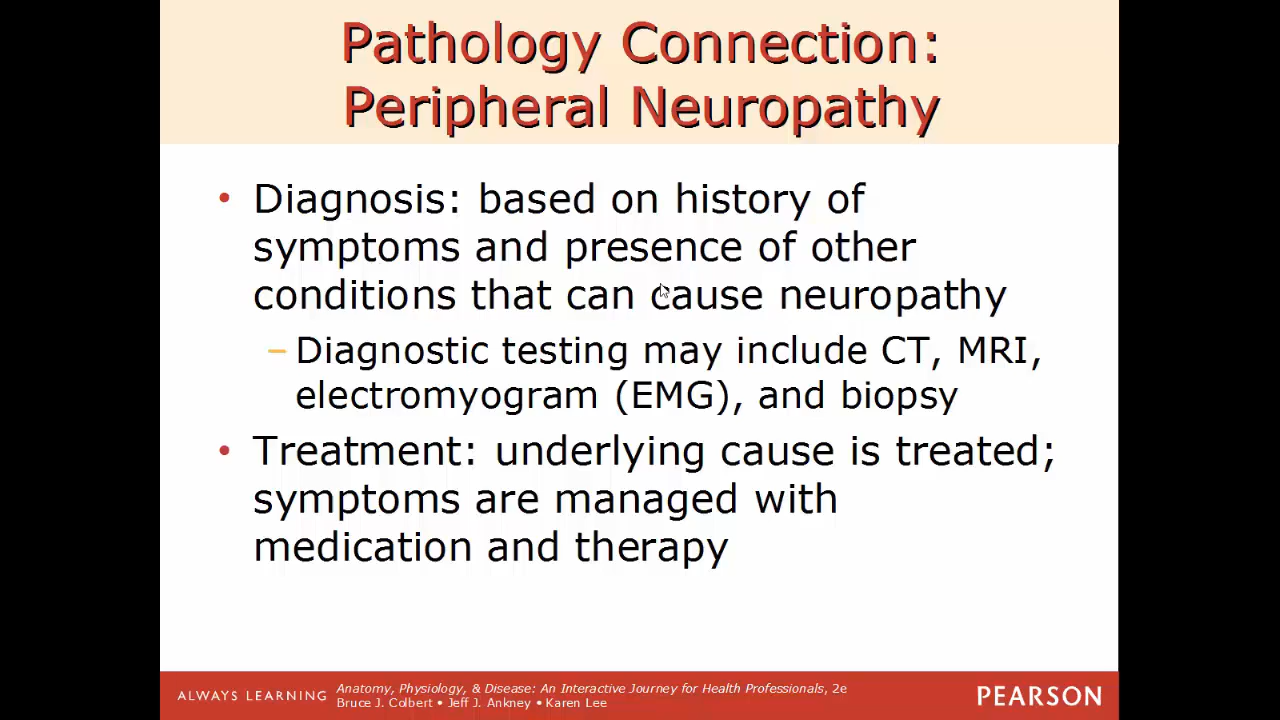 Pathology Connection:
Peripheral Neuropathy
• Diagnosis: based on history of
symptoms and presence of other
conditions that can cause neuropathy
– Diagnostic testing may include CT, MRI,
electromyogram (EMG), and biopsy
• Treatment: underlying cause is treated;
symptoms are managed with
medication and therapy
ALWAYS LEARNING
Anatomy, Physiology, & Disease: An Interactive Journey for Health Professionals, 2e
Bruce J. Colbert • Jeff J. Ankney • Karen Lee
PEARSON